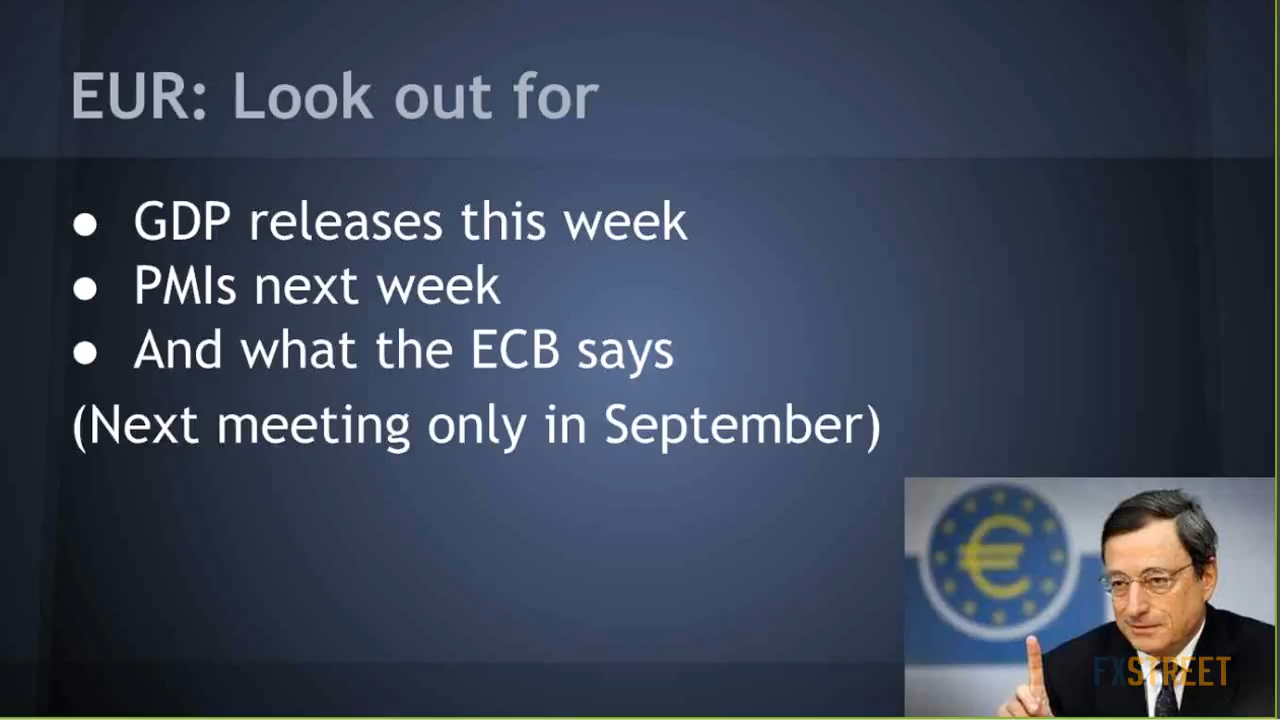 EUR: Look out for
● GDP releases this week
● PMIs next week
● And what the ECB says
(Next meeting only in September)
€
FXSTREET